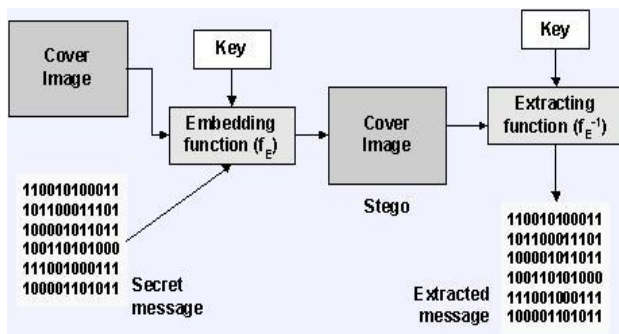 Cover
Image
Key
Embedding
function (fE)
110010100011
101100011101
100001011011
100110101000
111001000111
100001101011
Secret
message
Cover
Image
Stego
Key
Extracting
function (fE-1)
110010100011
101100011101
100001011011
100110101000
111001000111
100001101011
Extracted
message